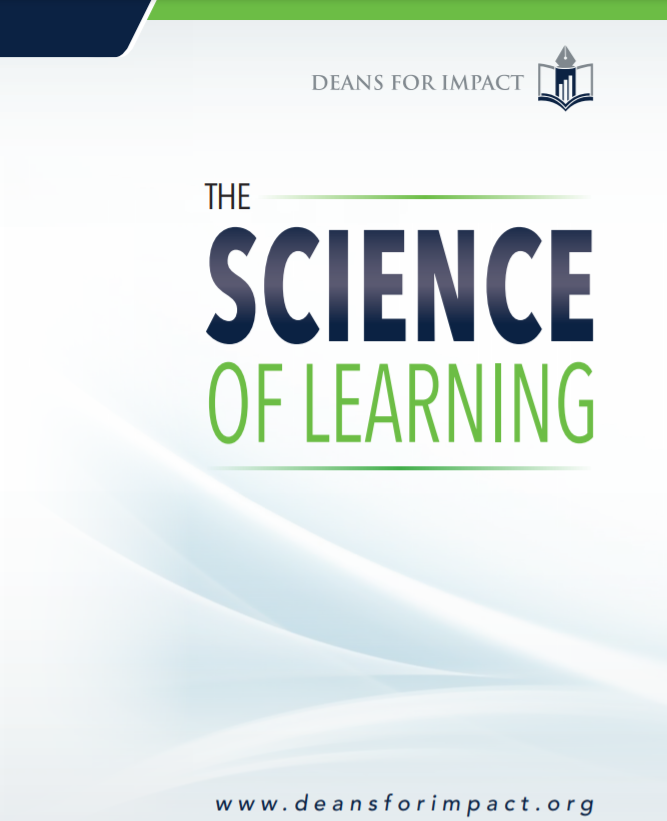 DEANS FOR IMPACT
THE
SCIENCE
OF LEARNING
www.deansforimpact.org